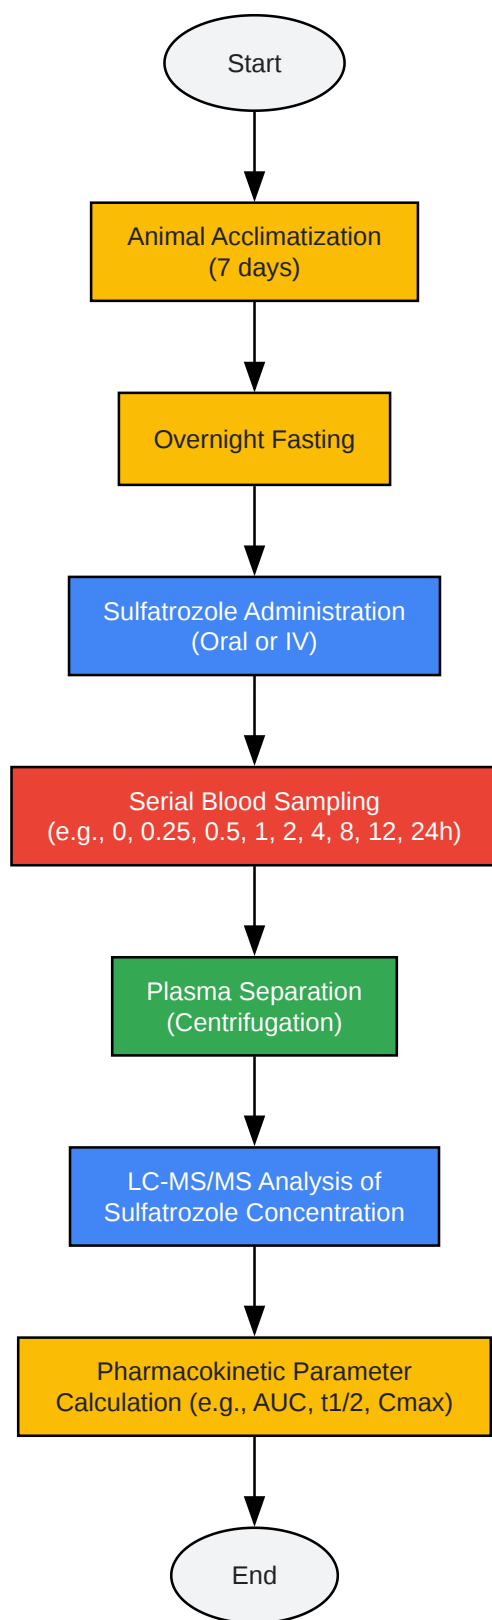 Start
Animal Acclimatization
(7 days)
Overnight Fasting
Sulfatrozole Administration
(Oral or IV)
Serial Blood Sampling
(e.g., 0, 0.25, 0.5, 1, 2, 4, 8, 12, 24h)
Plasma Separation
(Centrifugation)
LC-MS/MS Analysis of
Sulfatrozole Concentration
Pharmacokinetic Parameter
Calculation (e.g., AUC, t1/2, Cmax)
End